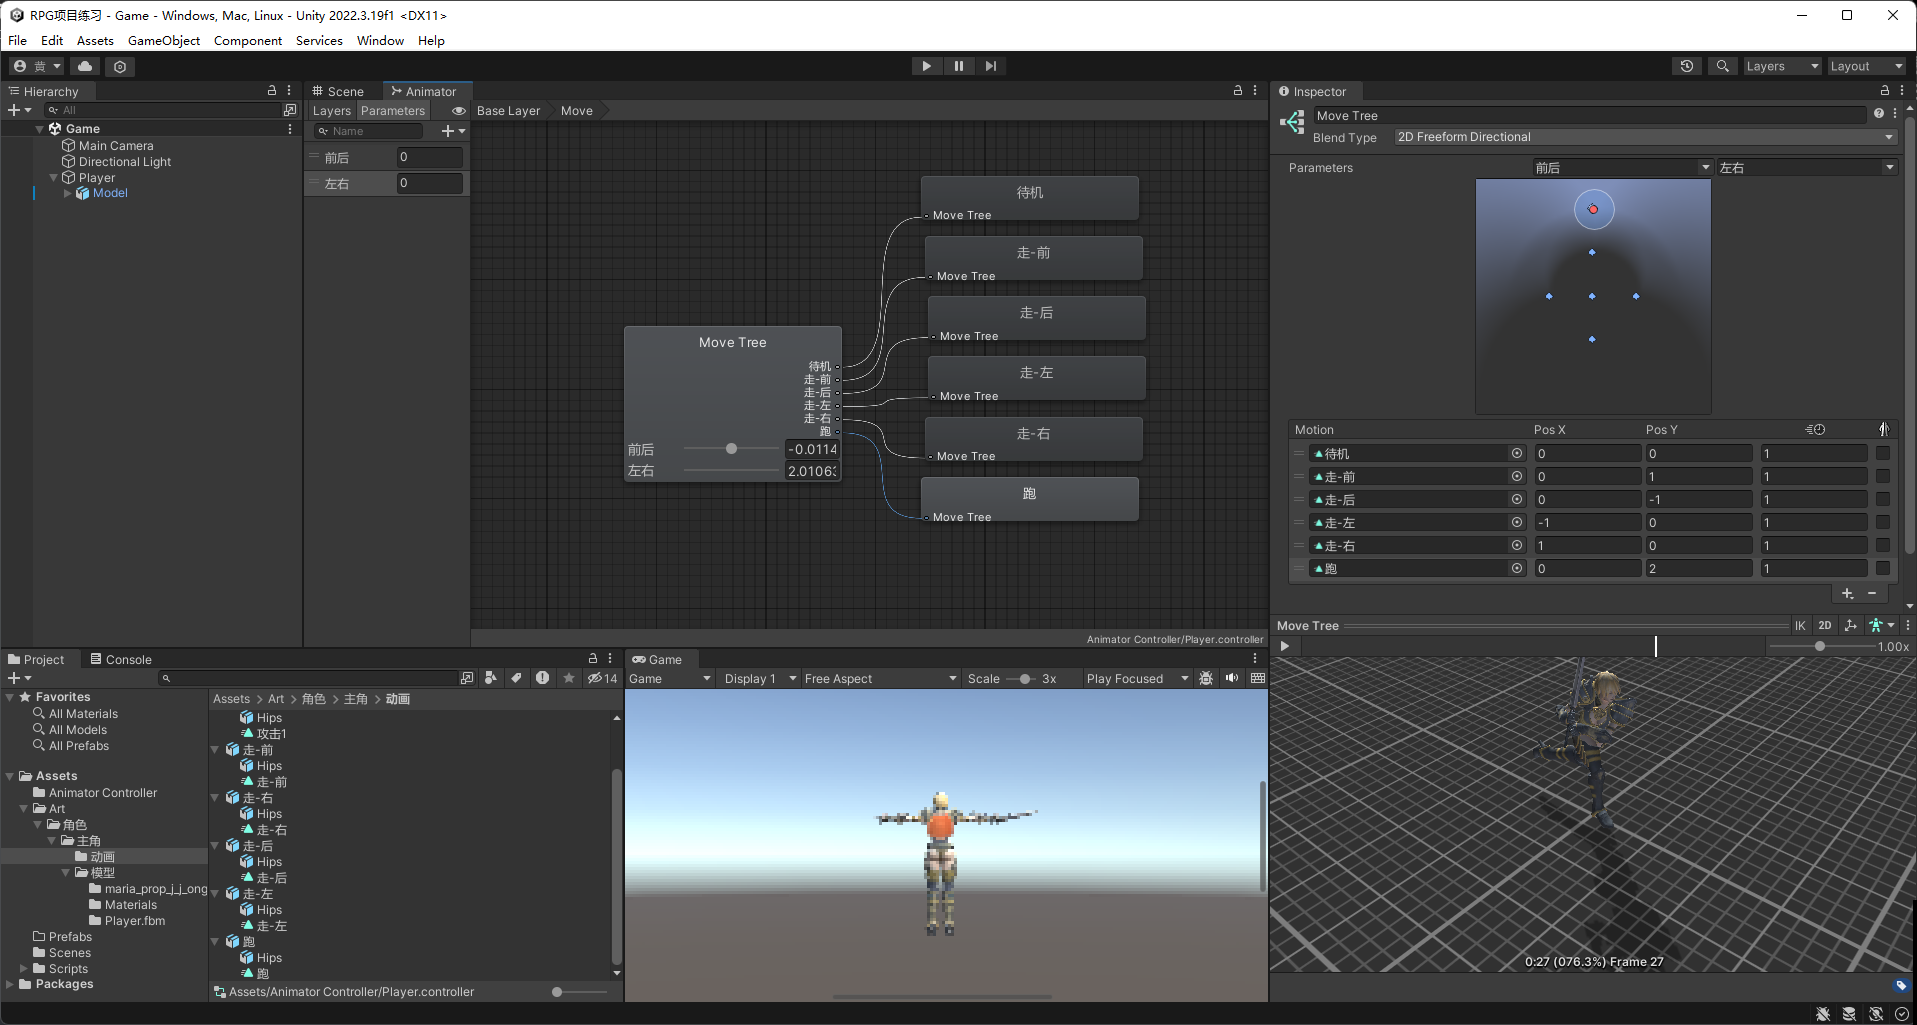 RPG项目练习 - Game - Windows, Mac, Linux - Unity 2022.3.19f1 <DX11>
File Edit Assets GameObject Component Services Window Help
黄 Layers Layout
Hierarchy
All
Game
Main Camera
Directional Light
Player
Model
Scene Animator
Layers Parameters Base Layer Move
Name
前后 0
左右 0
Move Tree
待机
走-前
走-后
走-左
走-右
跑
前后 -0.0114
左右 2.0106
待机
Move Tree
走-前
Move Tree
走-后
Move Tree
走-左
Move Tree
走-右
Move Tree
跑
Move Tree
Animator Controller/Player.controller
Inspector
Move Tree
Blend Type 2D Freeform Directional
Parameters 前后 左右
Motion Pos X Pos Y
待机 0 0 1
走-前 0 1 1
走-后 0 -1 1
走-左 -1 0 1
走-右 1 0 1
跑 0 2 1
Move Tree IK 2D
1.00x
0:27 (076.3%) Frame 27
Project Console
14
Favorites
All Materials
All Models
All Prefabs
Assets
Animator Controller
Art
角色
主角
动画
模型
maria_prop_j_j_ong
Materials
Player.fbm
Prefabs
Scenes
Scripts
Packages
Assets > Art > 角色 > 主角 > 动画
Hips
攻击1
走-前
Hips
走-前
走-右
Hips
走-右
走-后
Hips
走-后
走-左
Hips
走-左
跑
Hips
跑
Assets/Animator Controller/Player.controller
Game
Game Display 1 Free Aspect Scale 3x Play Focused